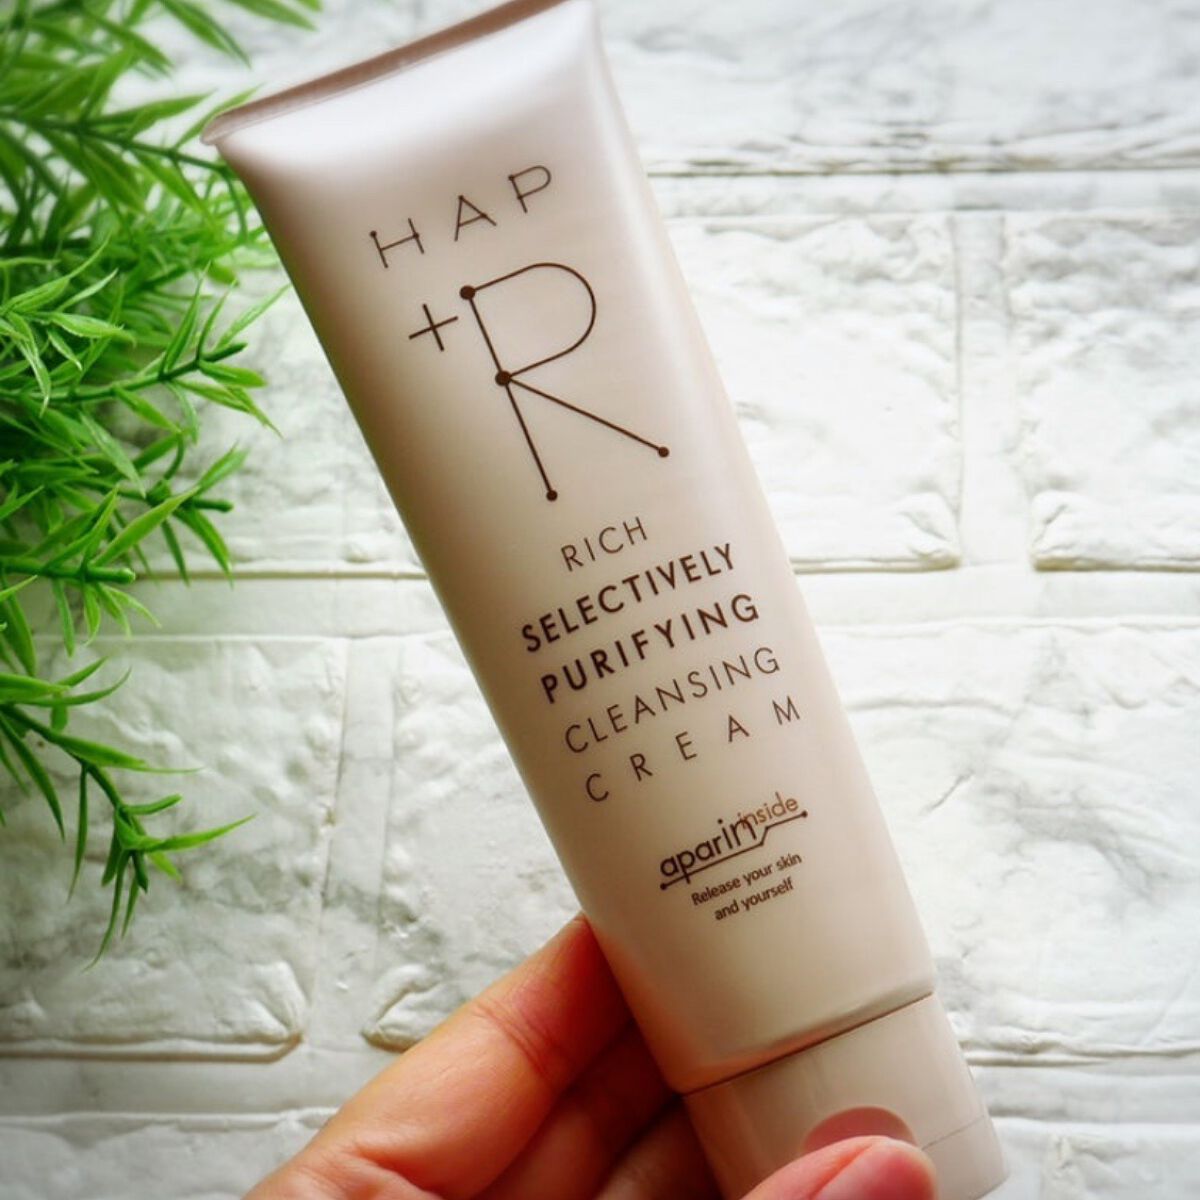 HAP
+R
RICH
SELECTIVELY
PURIFYING
CLEANSING
CREAM
aparin inside
Release your skin
and yourself